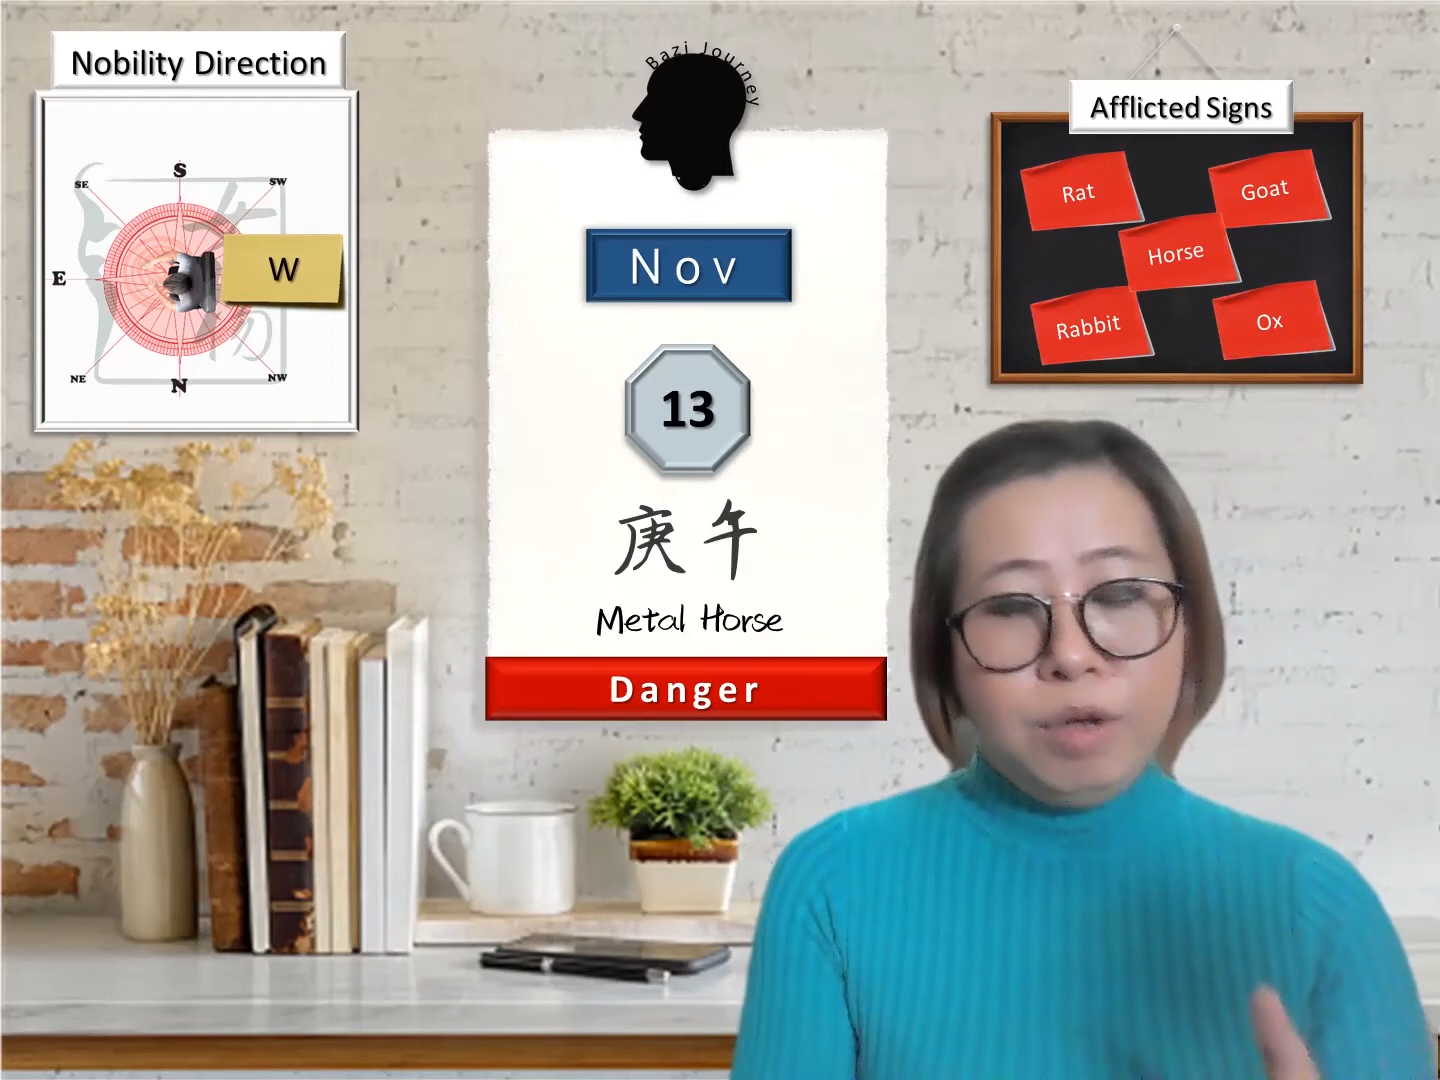 Nobility Direction
S
SE
SW
E
W
NE
NW
N
Bazi Journey
Nov
13
庚午
Metal Horse
Danger
Afflicted Signs
Rat
Goat
Horse
Rabbit
Ox